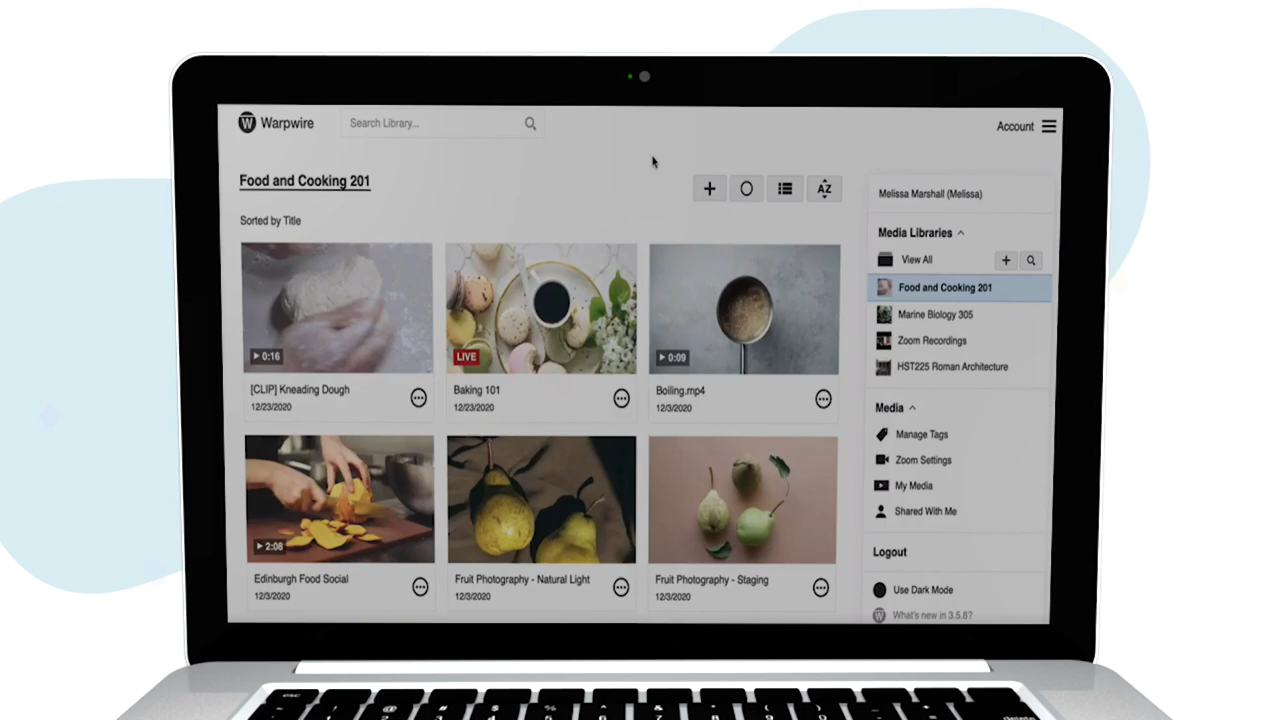 Warpwire
Search Library...
Account
Food and Cooking 201
AZ
Sorted by Title
0:16
LIVE
0:09
[CLIP] Kneading Dough
12/23/2020
Baking 101
12/23/2020
Boiling.mp4
12/3/2020
2:08
Edinburgh Food Social
12/3/2020
Fruit Photography - Natural Light
12/3/2020
Fruit Photography - Staging
12/3/2020
Melissa Marshall (Melissa)
Media Libraries
View All
Food and Cooking 201
Marine Biology 305
Zoom Recordings
HST225 Roman Architecture
Media
Manage Tags
Zoom Settings
My Media
Shared With Me
Logout
Use Dark Mode
What's new in 3.5.8?
esc
delete